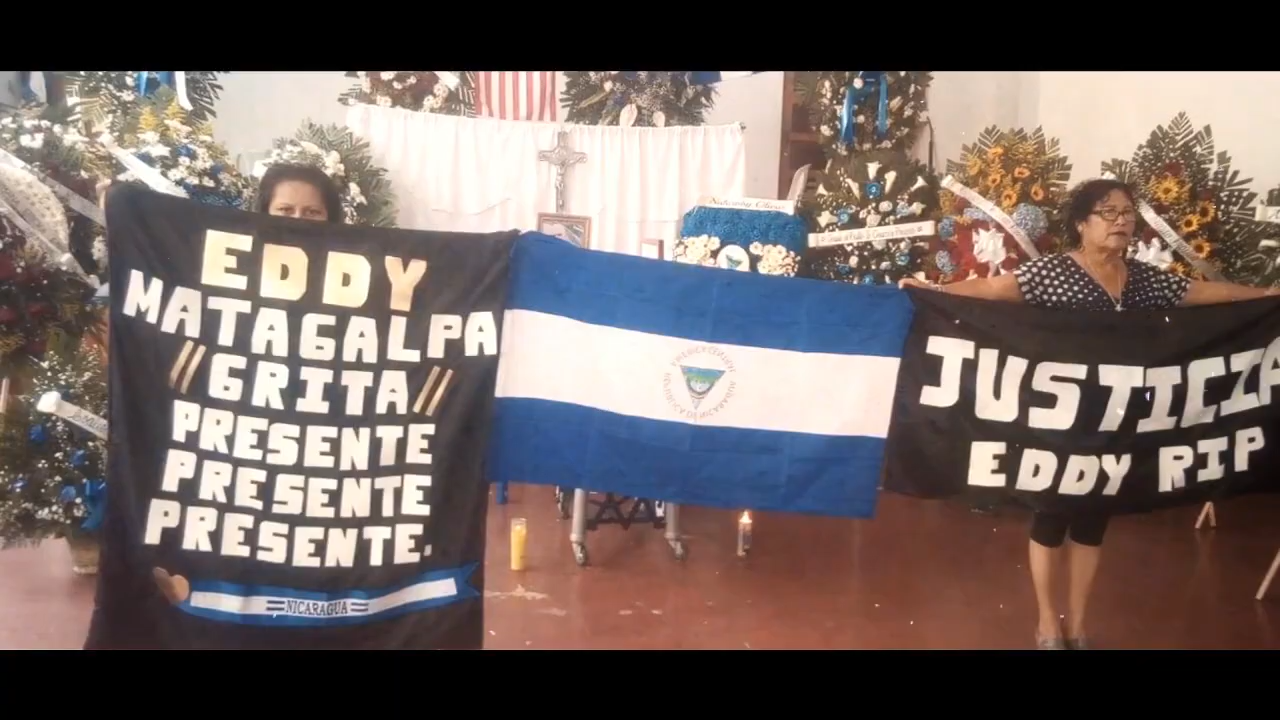 EDDY
MATAGALPA
//GRITA//
PRESENTE
PRESENTE
PRESENTE.
=NICARAGUA=
JUSTICIA
EDDY RIP